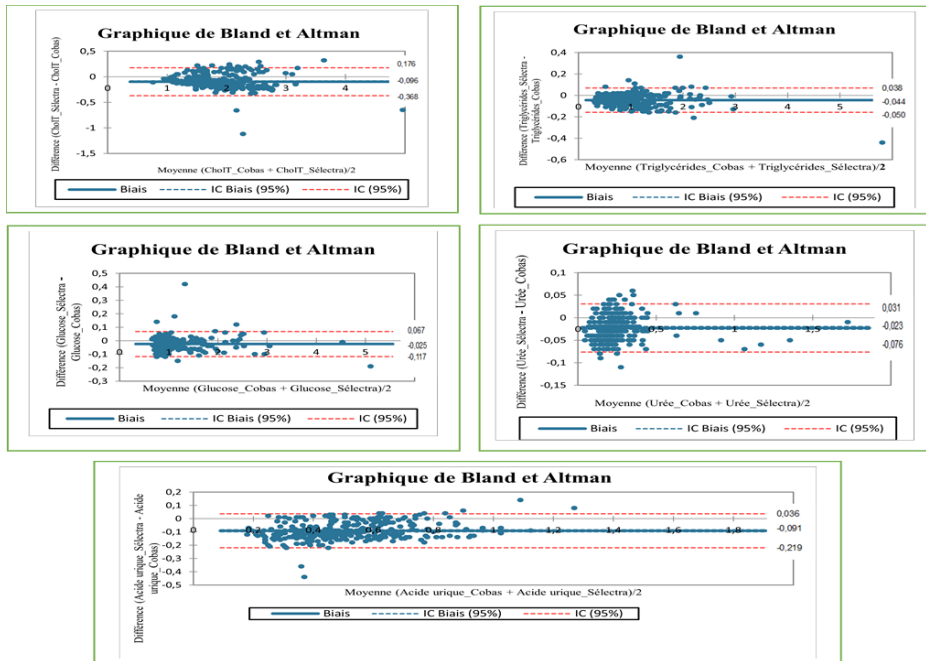 Graphique de Bland et Altman
Différence (CholT_Sélectra - CholT_Cobas)
0,5
0
-0,5
-1
-1,5
0 1 2 3 4
0,176
-0,096
-0,368
Moyenne (CholT_Cobas + CholT_Sélectra)/2
Biais IC Biais (95%) IC (95%)
Graphique de Bland et Altman
Différence (Triglycérides_Sélectra -
Triglycérides_Cobas)
0,4
0,2
0
-0,2
-0,4
-0,6
0 1 2 3 4 5
0,038
-0,044
-0,050
Moyenne (Triglycérides_Cobas + Triglycérides_Sélectra)/2
Biais IC Biais (95%) IC (95%)
Graphique de Bland et Altman
Différence (Glucose_Sélectra -
Glucose_Cobas)
0,5
0,4
0,3
0,2
0,1
0
-0,1
-0,2
-0,3
0 1 2 3 4 5
0,067
-0,025
-0,117
Moyenne (Glucose_Cobas + Glucose_Sélectra)/2
Biais IC Biais (95%) IC (95%)
Graphique de Bland et Altman
Différence (Urée_Sélectra - Urée_Cobas)
0,1
0,05
0
-0,05
-0,1
-0,15
0,5 1 1,5
0,031
-0,023
-0,076
Moyenne (Urée_Cobas + Urée_Sélectra)/2
Biais IC Biais (95%) IC (95%)
Graphique de Bland et Altman
Différence (Acide urique_Sélectra - Acide
urique_Cobas)
0,2
0,1
0
-0,1
-0,2
-0,3
-0,4
0,5
0 0,2 0,4 0,6 0,8 1 1,2 1,4 1,6 1,8
0,036
-0,091
-0,219
Moyenne (Acide urique_Cobas + Acide urique_Sélectra)/2
Biais IC Biais (95%) IC (95%)